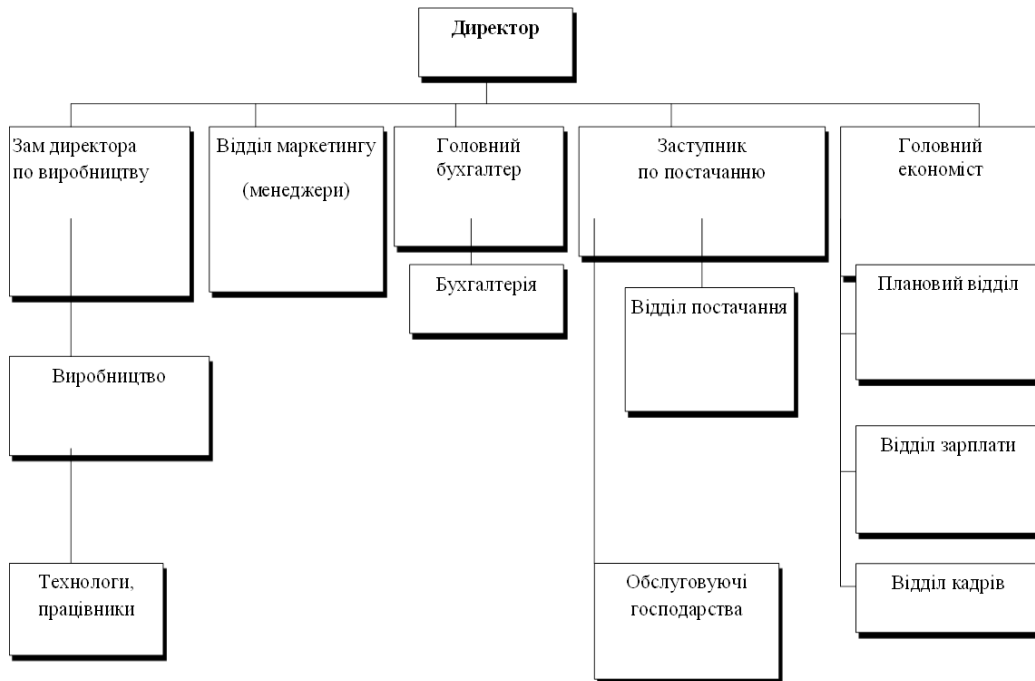 Директор
Зам директора
по виробництву
Відділ маркетингу
(менеджери)
Головний
бухгалтер
Заступник
по постачанню
Головний
економіст
Бухгалтерія
Відділ постачання
Плановий відділ
Виробництво
Відділ зарплати
Технологи,
працівники
Обслуговуючі
господарства
Відділ кадрів